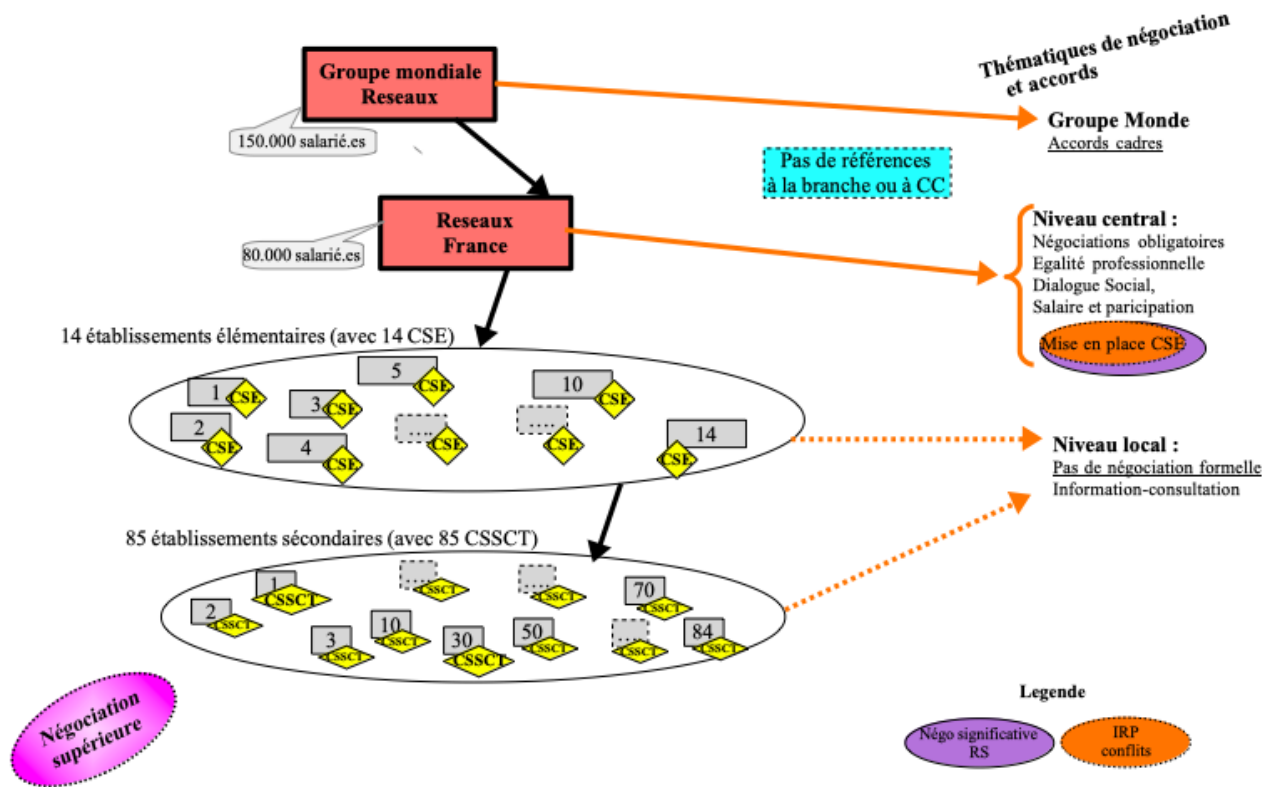 Thématiques de négociation
et accords
Groupe mondiale
Reseaux
150.000 salarié.es
Groupe Monde
Accords cadres
Pas de références
à la branche ou à CC
Reseaux
France
80.000 salarié.es
Niveau central :
Négociations obligatoires
Egalité professionnelle
Dialogue Social,
Salaire et paricipation
Mise en place CSE
14 établissements élémentaires (avec 14 CSE)
1 CSE
2 CSE
3 CSE
4 CSE
5 CSE
.... CSE
.... CSE
10 CSE
14 CSE
Niveau local :
Pas de négociation formelle
Information-consultation
85 établissements sécondaires (avec 85 CSSCT)
1 CSSCT
2 CSSCT
3 CSSCT
10 CSSCT
.... CSSCT
30 CSSCT
50 CSSCT
.... CSSCT
.... CSSCT
70 CSSCT
84 CSSCT
Négociation
supérieure
Legende
Négo significative
RS
IRP
conflits